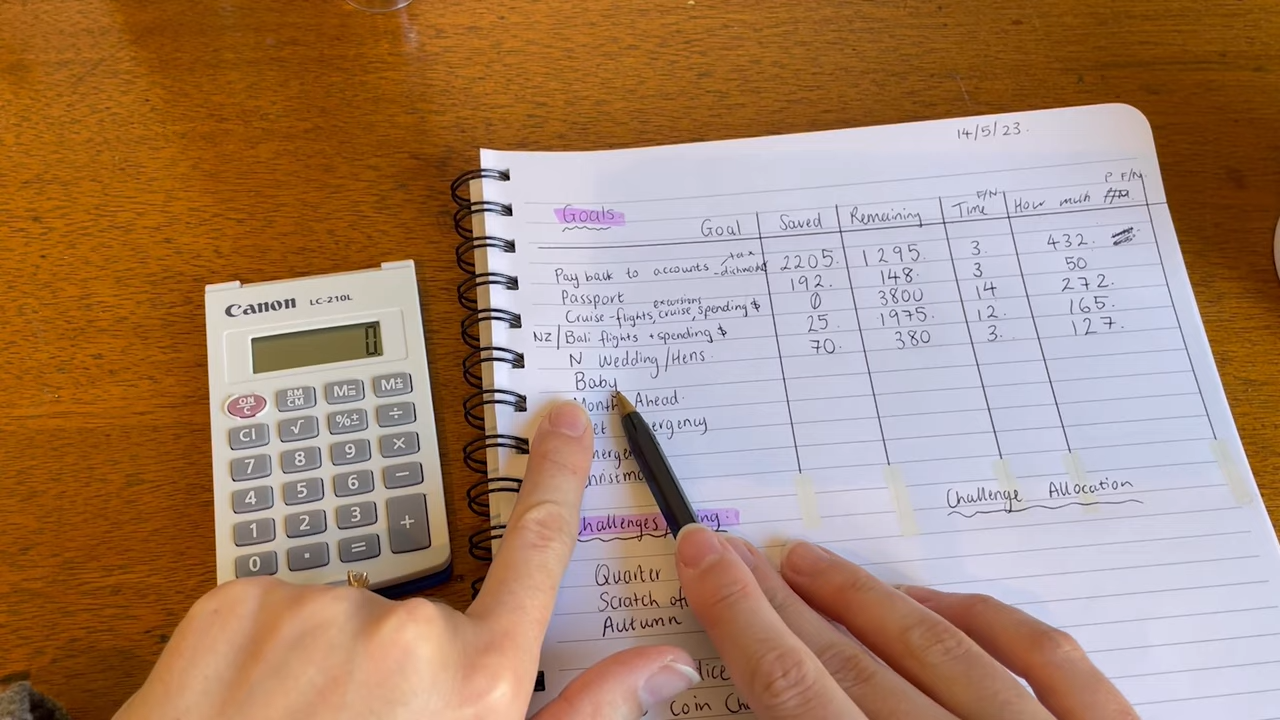 14/5/23.
Goals Goal Saved Remaining Time F/N How much P F/N
Pay back to accounts - tax - dishwasher 2205. 1295. 3. 432.
Passport 192. 148. 3 50
Cruise - flights, cruise, excursions spending $ 0 3800 14 272.
NZ/Bali flights + spending $ 25 1975. 12. 165.
N Wedding/Hens. 70. 380 3. 127.
Baby
Month Ahead.
Challenge Allocation
Quarter
Scratch
Autumn
Coin
Canon LC-210L
0
ON/C RM/CM M= M±
CI √ %± ÷
7 8 9 ×
4 5 6 −
1 2 3 +
0 . =